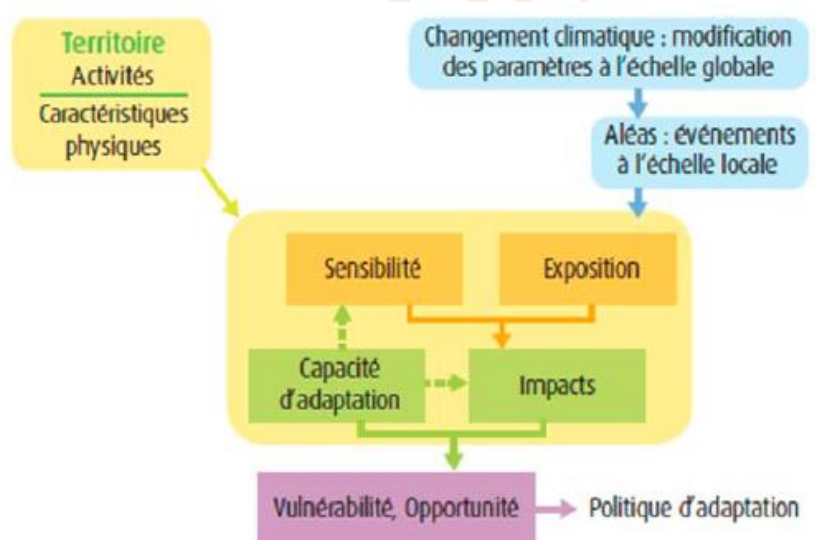 Territoire
Activités
Caractéristiques
physiques
Changement climatique : modification
des paramètres à l'échelle globale
Aléas : événements
à l'échelle locale
Sensibilité
Exposition
Capacité
d'adaptation
Impacts
Vulnérabilité, Opportunité
Politique d'adaptation